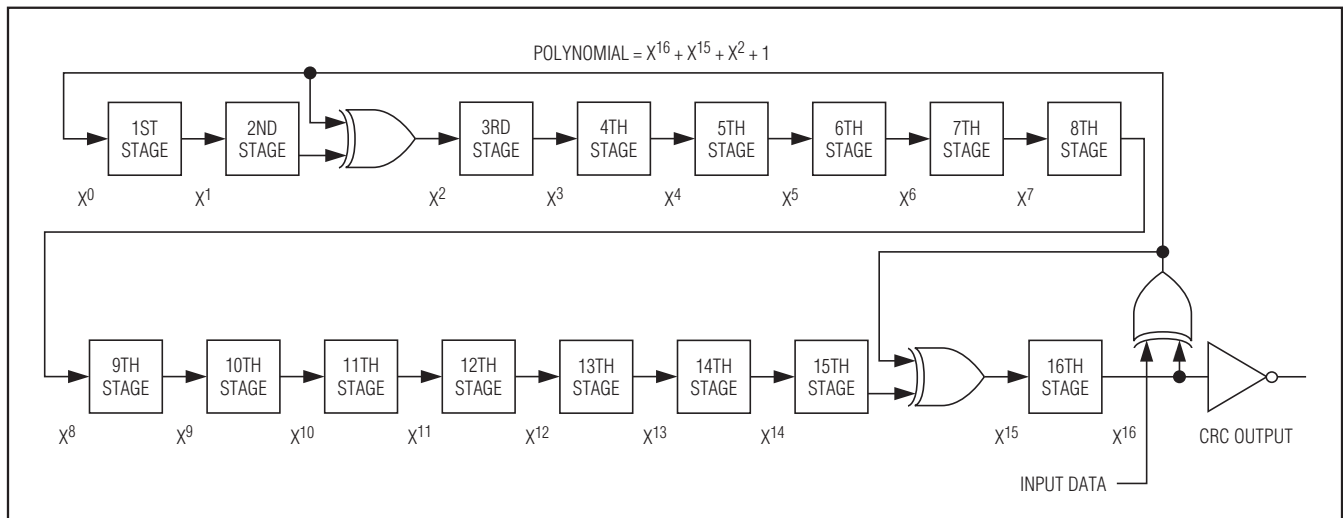 POLYNOMIAL = X¹⁶ + X¹⁵ + X² + 1
1ST
STAGE
2ND
STAGE
3RD
STAGE
4TH
STAGE
5TH
STAGE
6TH
STAGE
7TH
STAGE
8TH
STAGE
X⁰
X¹
X²
X³
X⁴
X⁵
X⁶
X⁷
9TH
STAGE
10TH
STAGE
11TH
STAGE
12TH
STAGE
13TH
STAGE
14TH
STAGE
15TH
STAGE
16TH
STAGE
X⁸
X⁹
X¹⁰
X¹¹
X¹²
X¹³
X¹⁴
X¹⁵
X¹⁶
CRC OUTPUT
INPUT DATA